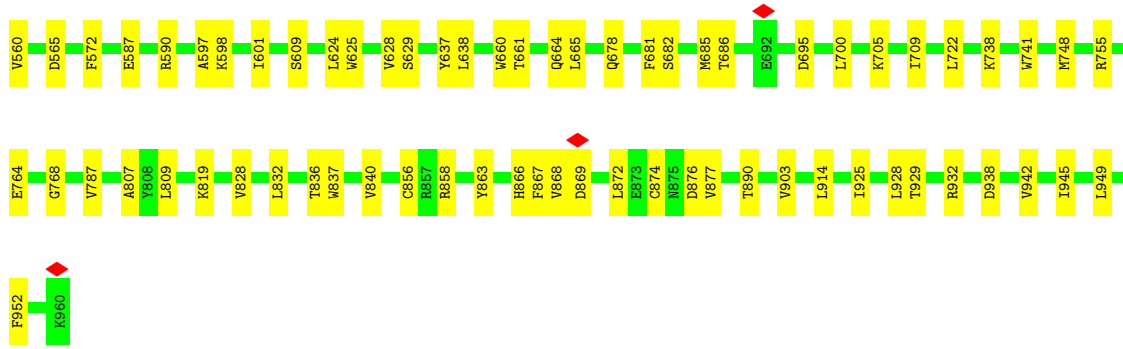 V560 D565 F572 E587 R590 A597 K598 I601 S609 L624 W625 V628 S629 Y637 L638 W660 T661 Q664 L665 Q678 F681 S682 M685 T686 E692 D695 L700 K705 I709 L722 K738 W741 M748 R755
E764 G768 V787 A807 Y808 L809 K819 V828 L832 T836 W837 V840 C856 R857 R858 Y863 H866 F867 V868 D869 L872 E873 C874 N875 D876 V877 T890 V903 L914 I925 L928 T929 R932 D938 V942 I945 L949
F952 K960